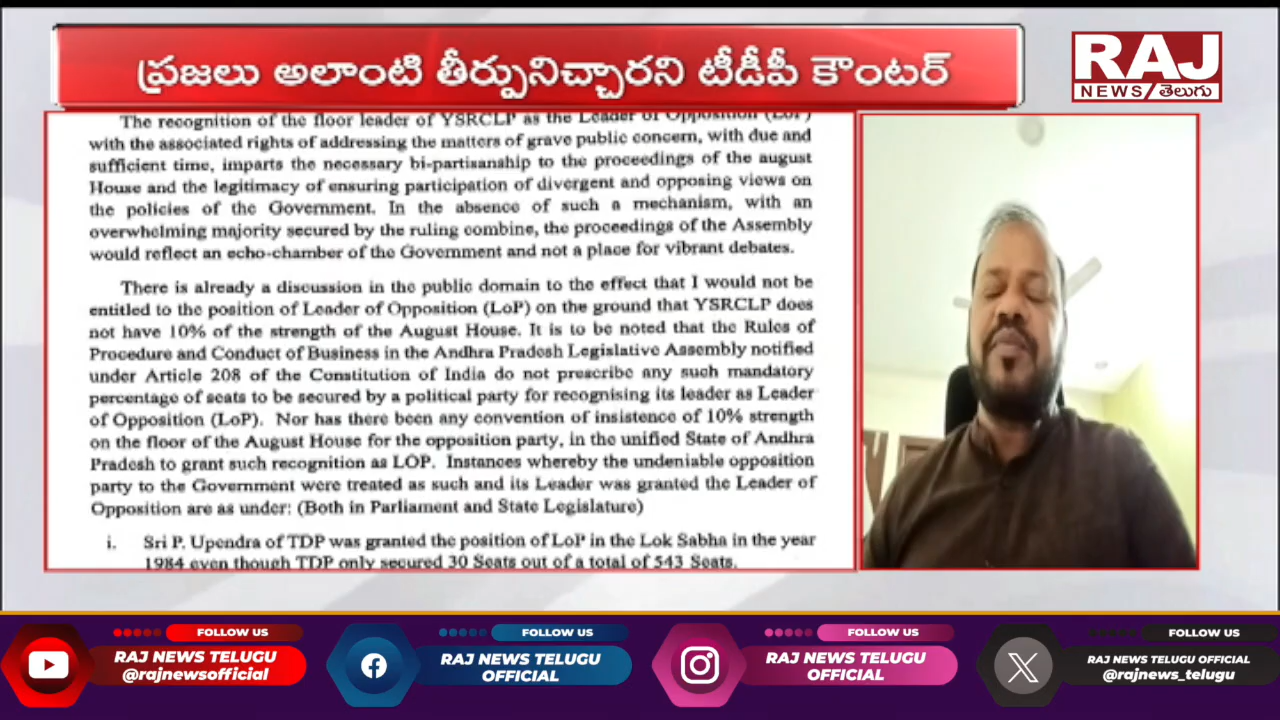 ప్రజలు అలాంటి తీర్పునిచ్చారని టీడీపీ కౌంటర్
RAJ
NEWS తెలుగు
The recognition of the floor leader of YSRCLP as the Leader of Opposition (LoP)
with the associated rights of addressing the matters of grave public concern, with due and
sufficient time, imparts the necessary bi-partisanship to the proceedings of the august
House and the legitimacy of ensuring participation of divergent and opposing views on
the policies of the Government. In the absence of such a mechanism, with an
overwhelming majority secured by the ruling combine, the proceedings of the Assembly
would reflect an echo-chamber of the Government and not a place for vibrant debates.
There is already a discussion in the public domain to the effect that I would not be
entitled to the position of Leader of Opposition (LoP) on the ground that YSRCLP does
not have 10% of the strength of the August House. It is to be noted that the Rules of
Procedure and Conduct of Business in the Andhra Pradesh Legislative Assembly notified
under Article 208 of the Constitution of India do not prescribe any such mandatory
percentage of seats to be secured by a political party for recognising its leader as Leader
of Opposition (LoP). Nor has there been any convention of insistence of 10% strength
on the floor of the August House for the opposition party, in the unified State of Andhra
Pradesh to grant such recognition as LOP. Instances whereby the undeniable opposition
party to the Government were treated as such and its Leader was granted the Leader of
Opposition are as under: (Both in Parliament and State Legislature)
i. Sri P. Upendra of TDP was granted the position of LoP in the Lok Sabha in the year
1984 even though TDP only secured 30 Seats out of a total of 543 Seats.
FOLLOW US
RAJ NEWS TELUGU
@rajnewsofficial
FOLLOW US
RAJ NEWS TELUGU
OFFICIAL
FOLLOW US
RAJ NEWS TELUGU
OFFICIAL
FOLLOW US
RAJ NEWS TELUGU OFFICIAL
@rajnews_telugu